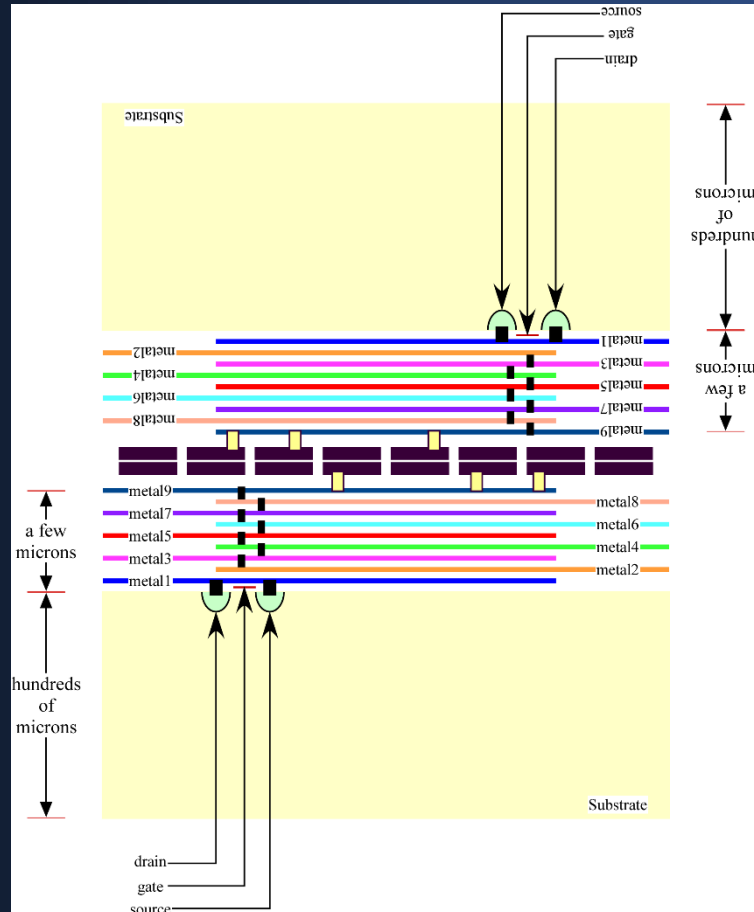 source
gate
drain
Substrate
hundreds
of
microns
metal1
metal2
metal3
metal4
metal5
metal6
metal7
metal8
metal9
a few
microns
metal9
metal8
metal7
metal6
metal5
metal4
metal3
metal2
metal1
a few
microns
hundreds
of
microns
Substrate
drain
gate
source